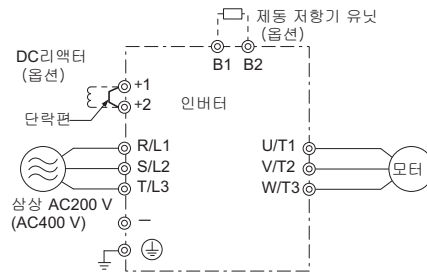 제동 저항기 유닛
(옵션)
B1 B2
DC리액터
(옵션)
+1
+2
단락편
인버터
R/L1
S/L2
T/L3
U/T1
V/T2
W/T3
모터
삼상 AC200 V
(AC400 V)
−